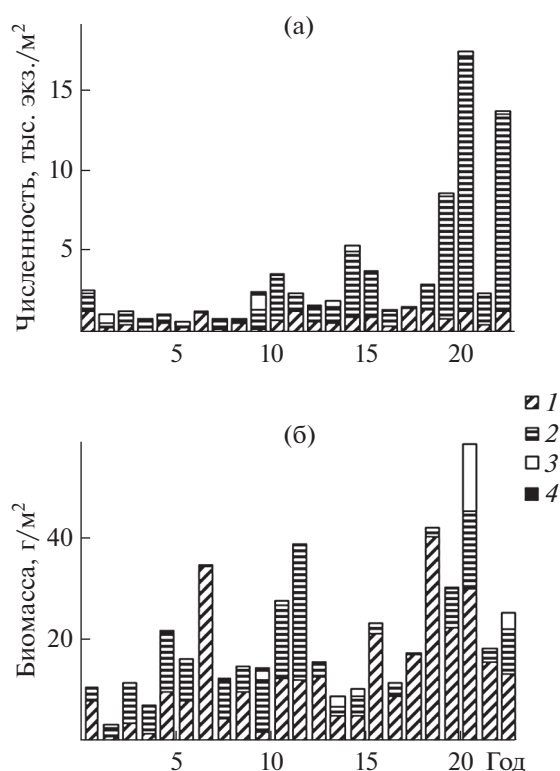 (а)
Численность, тыс. экз./м²
15
10
5
5 10 15 20
(б)
1
2
3
4
Биомасса, г/м²
40
20
5 10 15 20 Год